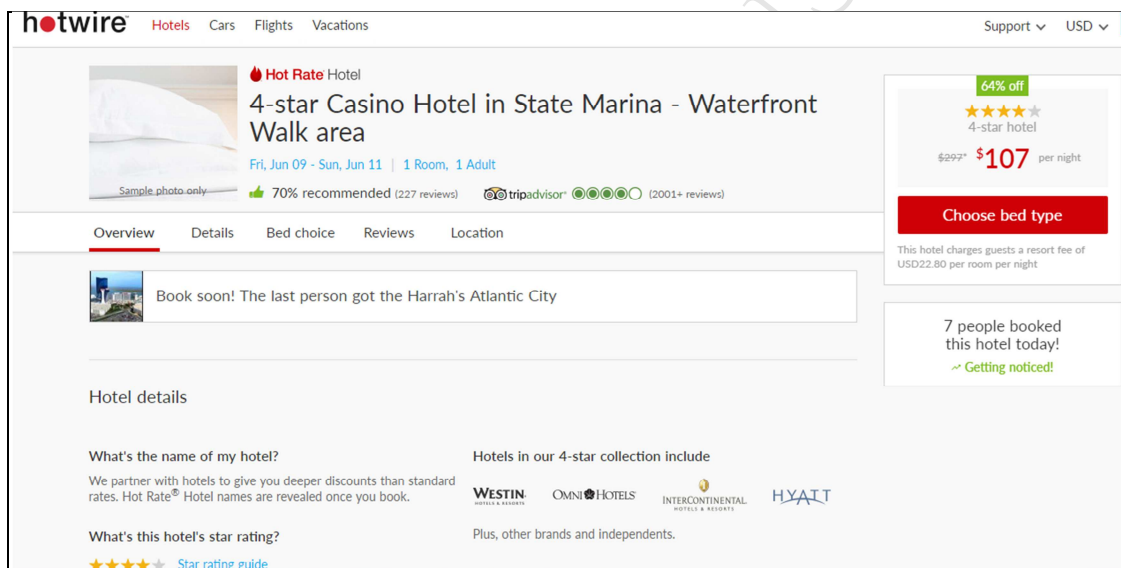 hotwire Hotels Cars Flights Vacations Support USD
Hot Rate Hotel
4-star Casino Hotel in State Marina - Waterfront
Walk area
Fri, Jun 09 - Sun, Jun 11 | 1 Room, 1 Adult
Sample photo only
70% recommended (227 reviews) tripadvisor® (2001+ reviews)
64% off
4-star hotel
$297* $107 per night
Choose bed type
This hotel charges guests a resort fee of
USD22.80 per room per night
Overview Details Bed choice Reviews Location
Book soon! The last person got the Harrah's Atlantic City
7 people booked
this hotel today!
Getting noticed!
Hotel details
What's the name of my hotel?
We partner with hotels to give you deeper discounts than standard
rates. Hot Rate® Hotel names are revealed once you book.
What's this hotel's star rating?
Star rating guide
Hotels in our 4-star collection include
WESTIN HOTELS & RESORTS OMNI HOTELS INTERCONTINENTAL HOTELS & RESORTS HYATT
Plus, other brands and independents.